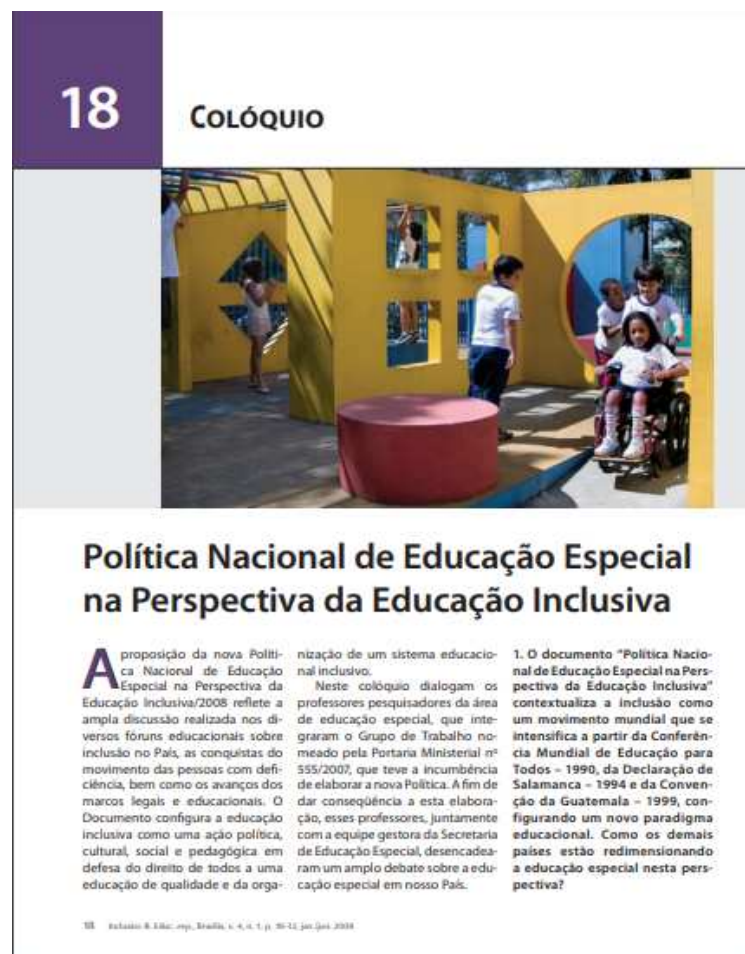 18
COLÓQUIO
Política Nacional de Educação Especial
na Perspectiva da Educação Inclusiva
A proposição da nova Políti-
ca Nacional de Educação
Especial na Perspectiva da
Educação Inclusiva/2008 reflete a
ampla discussão realizada nos di-
versos fóruns educacionais sobre
inclusão no País, as conquistas do
movimento das pessoas com defi-
ciência, bem como os avanços dos
marcos legais e educacionais. O
Documento configura a educação
inclusiva como uma ação política,
cultural, social e pedagógica em
defesa do direito de todos a uma
educação de qualidade e da orga-
nização de um sistema educacio-
nal inclusivo.
Neste colóquio dialogam os
professores pesquisadores da área
de educação especial, que inte-
graram o Grupo de Trabalho no-
meado pela Portaria Ministerial nº
555/2007, que teve a incumbência
de elaborar a nova Política. A fim de
dar conseqüência a esta elabora-
ção, esses professores, juntamente
com a equipe gestora da Secretaria
de Educação Especial, desencadea-
ram um amplo debate sobre a edu-
cação especial em nosso País.
1. O documento "Política Nacio-
nal de Educação Especial na Pers-
pectiva da Educação Inclusiva"
contextualiza a inclusão como
um movimento mundial que se
intensifica a partir da Conferên-
cia Mundial de Educação para
Todos – 1990, da Declaração de
Salamanca – 1994 e da Conven-
ção da Guatemala – 1999, con-
figurando um novo paradigma
educacional. Como os demais
países estão redimensionando
a educação especial nesta pers-
pectiva?
18 Inclusão: R. Educ. esp., Brasília, v. 4, n. 1, p. 18-32, jan./jun. 2008